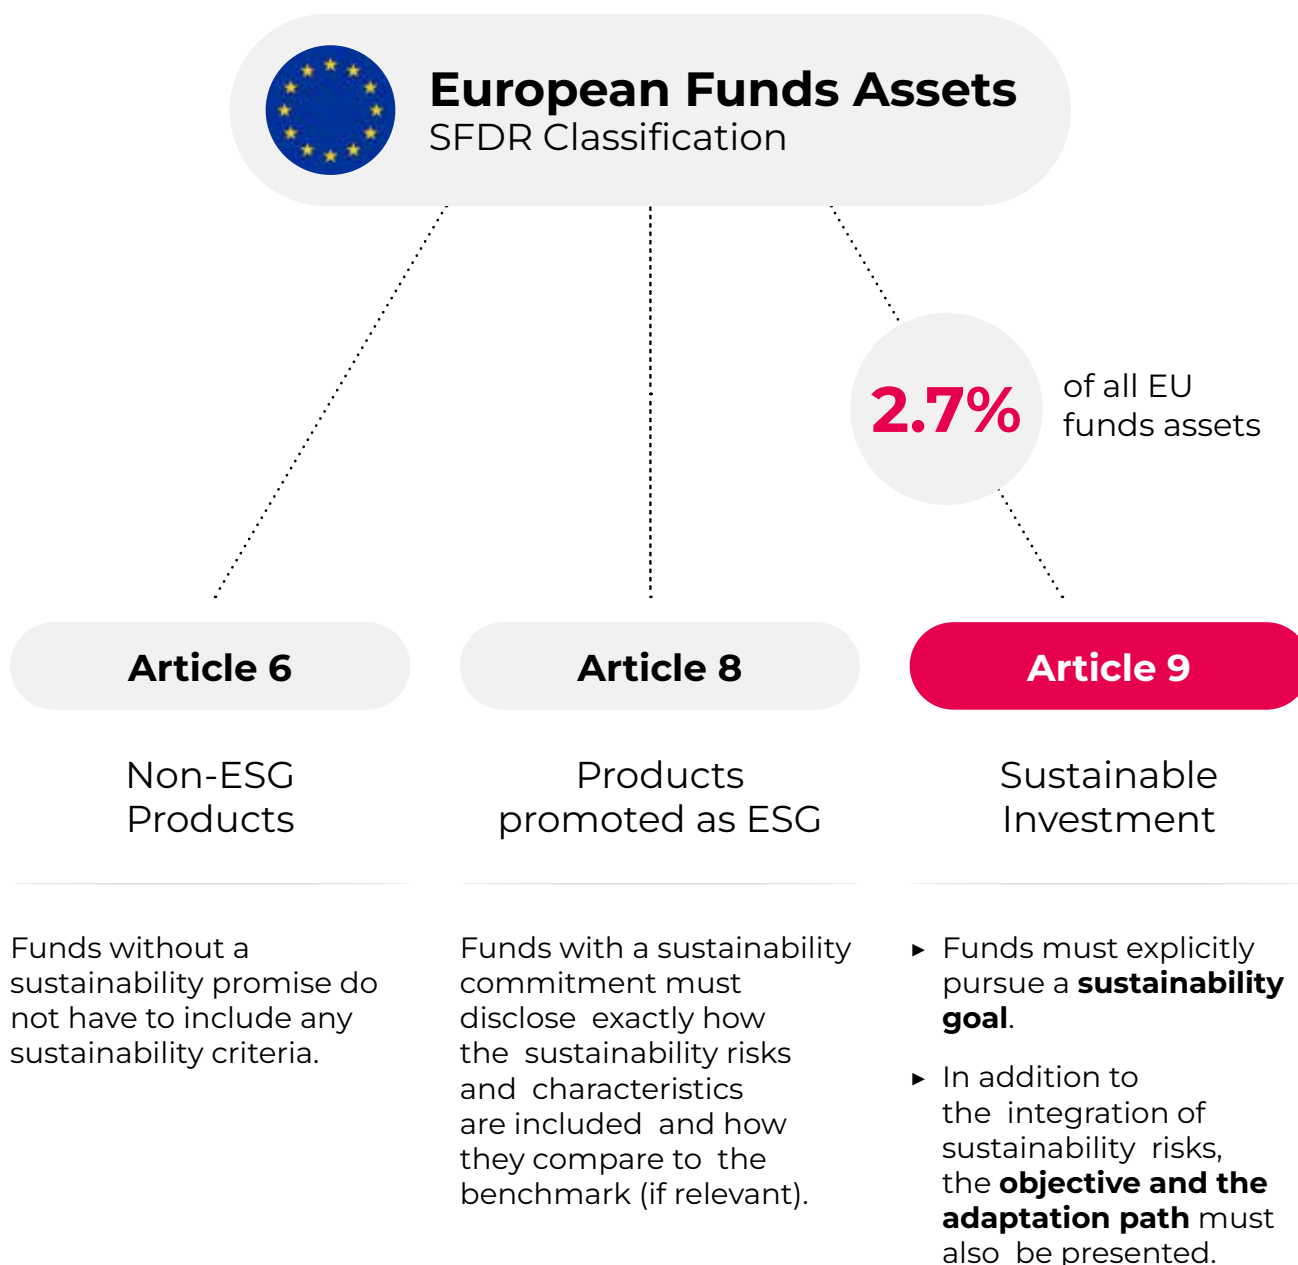 European Funds Assets
SFDR Classification
2.7%
of all EU
funds assets
Article 6
Non-ESG
Products
Funds without a
sustainability promise do
not have to include any
sustainability criteria.
Article 8
Products
promoted as ESG
Funds with a sustainability
commitment must
disclose exactly how
the sustainability risks
and characteristics
are included and how
they compare to the
benchmark (if relevant).
Article 9
Sustainable
Investment
▸ Funds must explicitly
pursue a sustainability
goal.
▸ In addition to
the integration of
sustainability risks,
the objective and the
adaptation path must
also be presented.